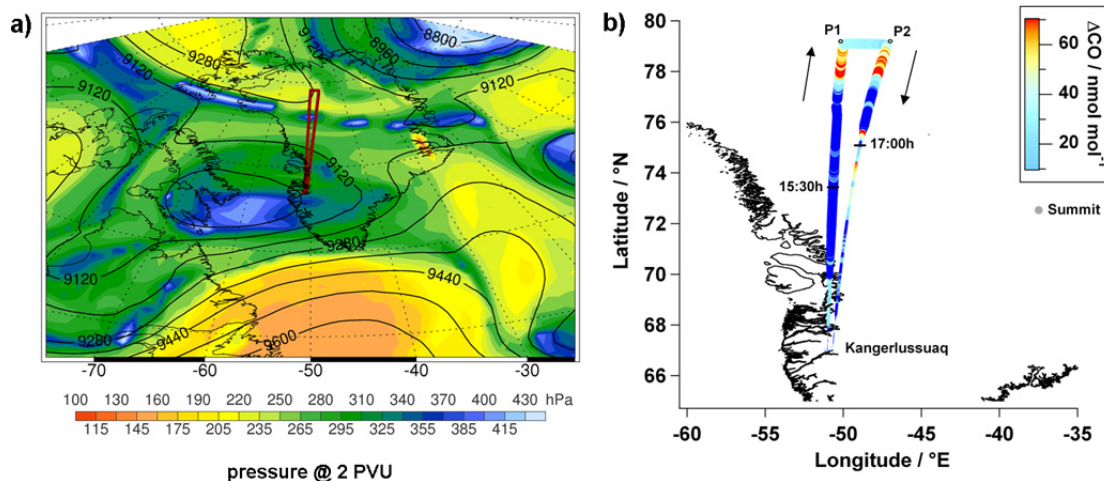 a)
9280
9120
8960
8800
9120
9120
9280
9120
9440
9280
9440
9600
-70
-60
-50
-40
-30
100 130 160 190 220 250 280 310 340 370 400 430 hPa
115 145 175 205 235 265 295 325 355 385 415
pressure @ 2 PVU
b)
80
78
76
74
72
70
68
66
Latitude / °N
P1
P2
17:00h
15:30h
Kangerlussuaq
-60
-55
-50
-45
-40
-35
Longitude / °E
60
40
20
ΔCO / nmol mol⁻¹
Summit